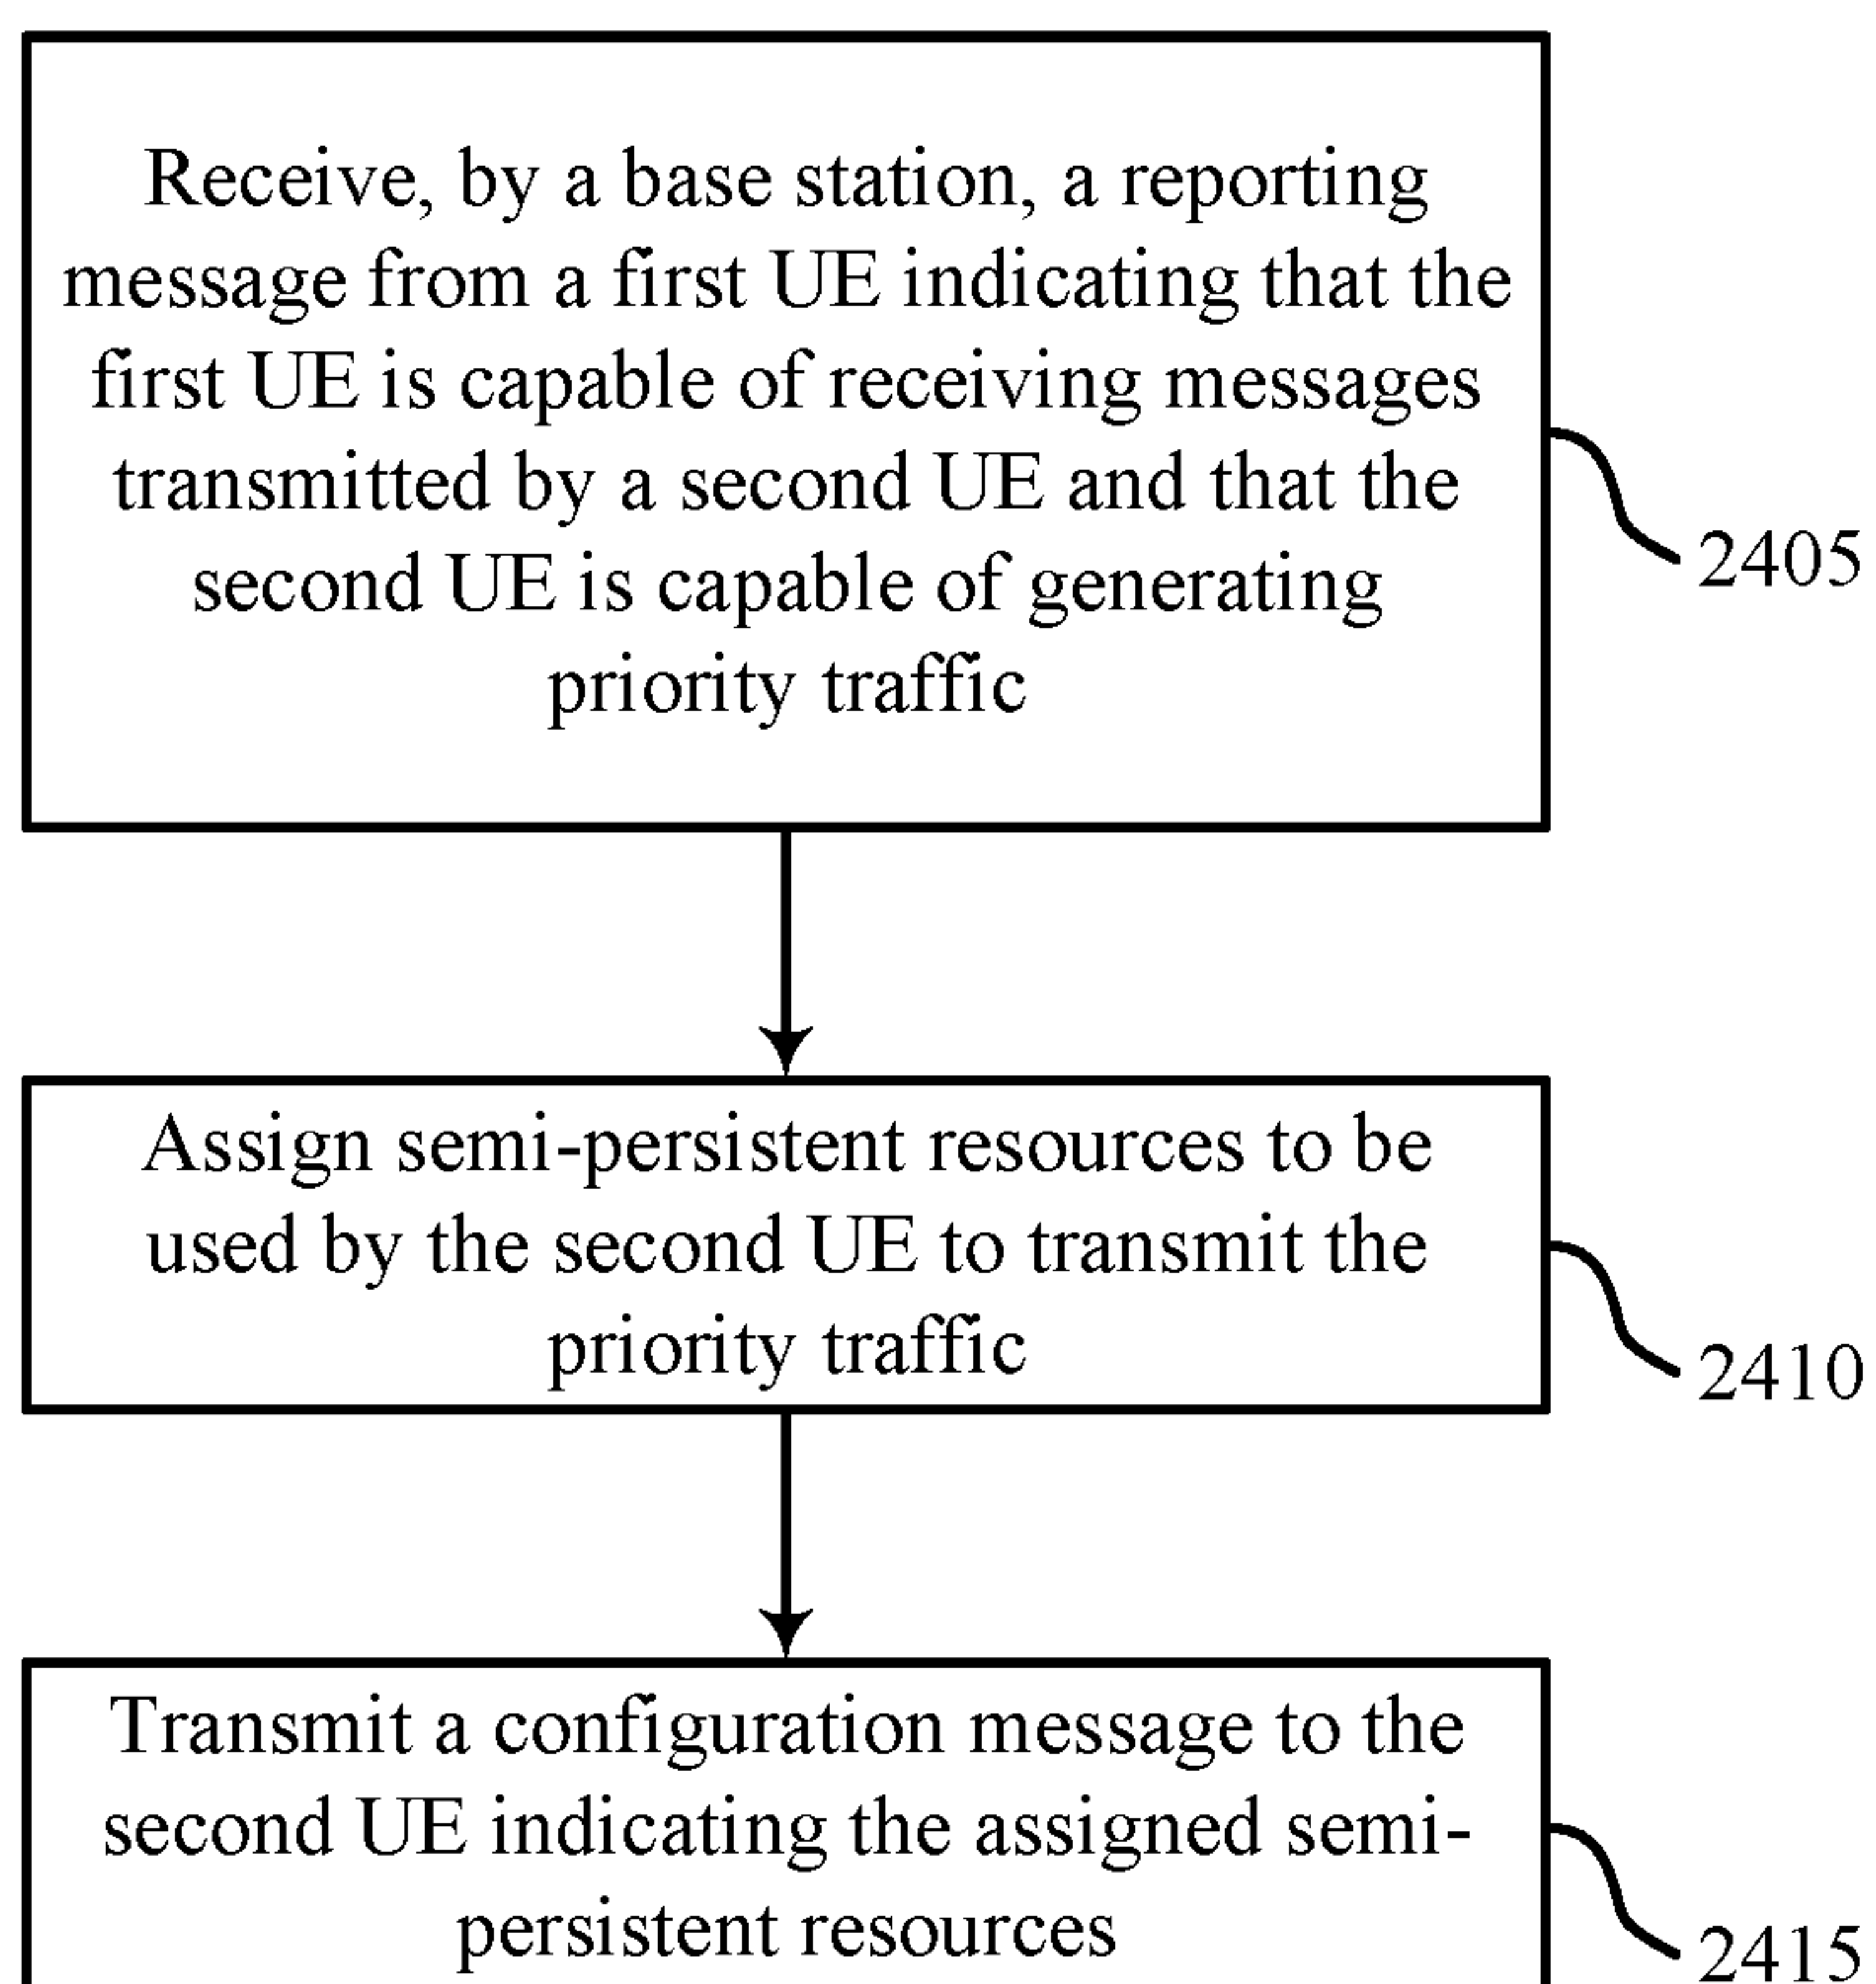 Receive, by a base station, a reporting
message from a first UE indicating that the
first UE is capable of receiving messages
transmitted by a second UE and that the
second UE is capable of generating
priority traffic
2405
Assign semi-persistent resources to be
used by the second UE to transmit the
priority traffic
2410
Transmit a configuration message to the
second UE indicating the assigned semi-
persistent resources
2415